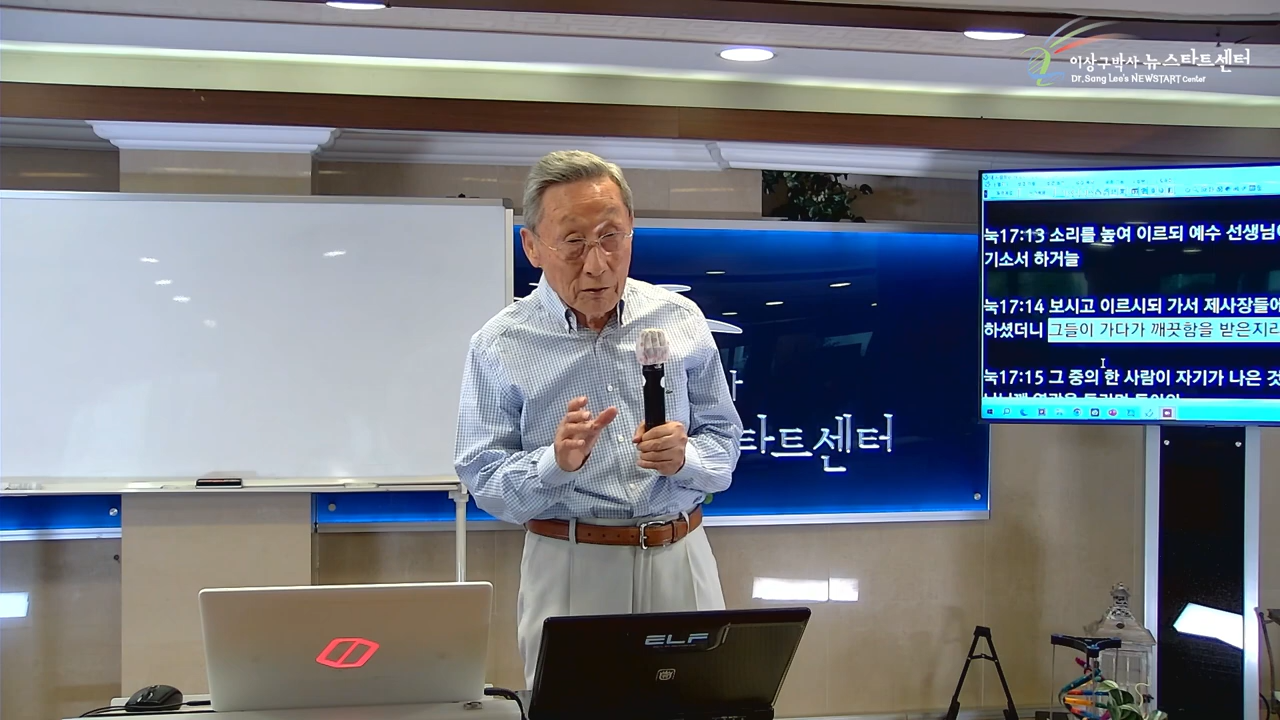 이상구박사 뉴스타트센터
Dr. Sang Lee's NEWSTART Center
눅17:13 소리를 높여 이르되 예수 선생님
기소서 하거늘
눅17:14 보시고 이르시되 가서 제사장들에
하셨더니 그들이 가다가 깨끗함을 받은지라
눅17:15 그 중의 한 사람이 자기가 나은 것
타트센터
ELF